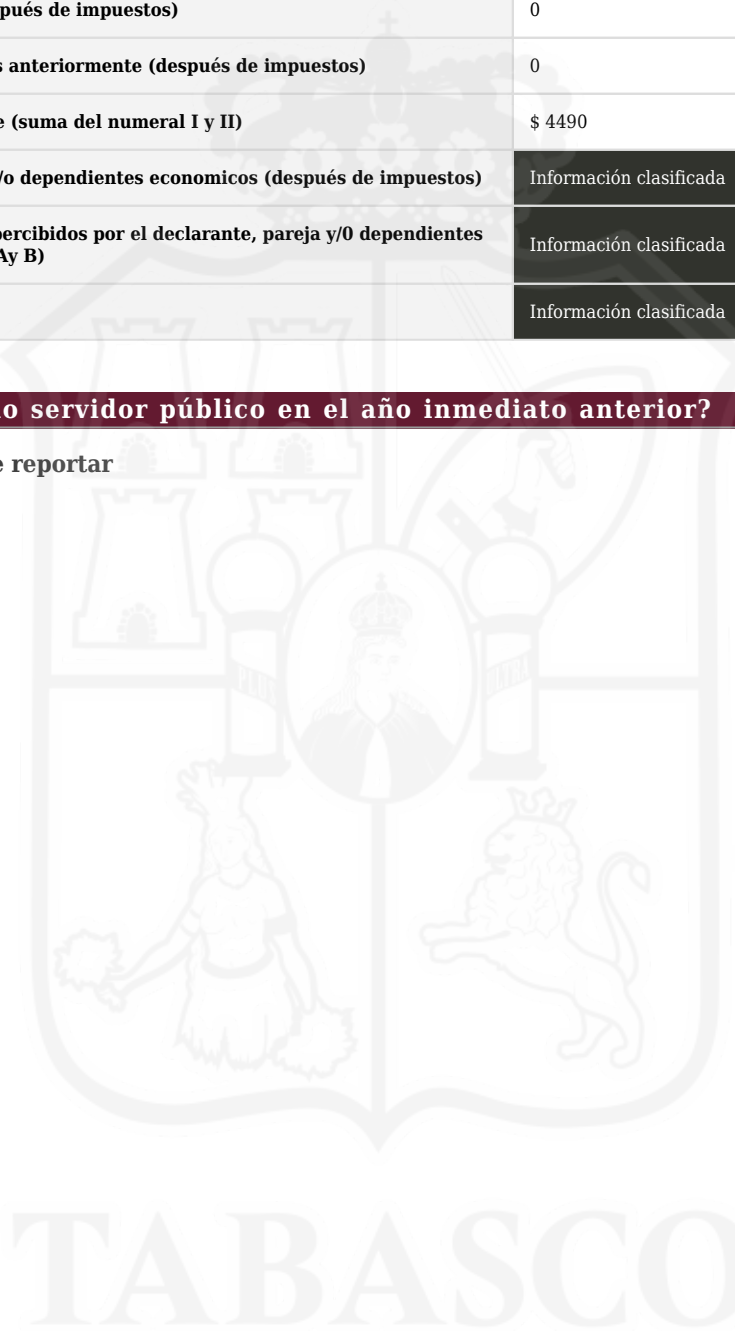 pués de impuestos)
0
s anteriormente (después de impuestos)
0
e (suma del numeral I y II)
$ 4490
/o dependientes economicos (después de impuestos)
Información clasificada
percibidos por el declarante, pareja y/0 dependientes
Ay B)
Información clasificada
Información clasificada
o servidor público en el año inmediato anterior?
e reportar
PLUS
ULTRA
TABASCO